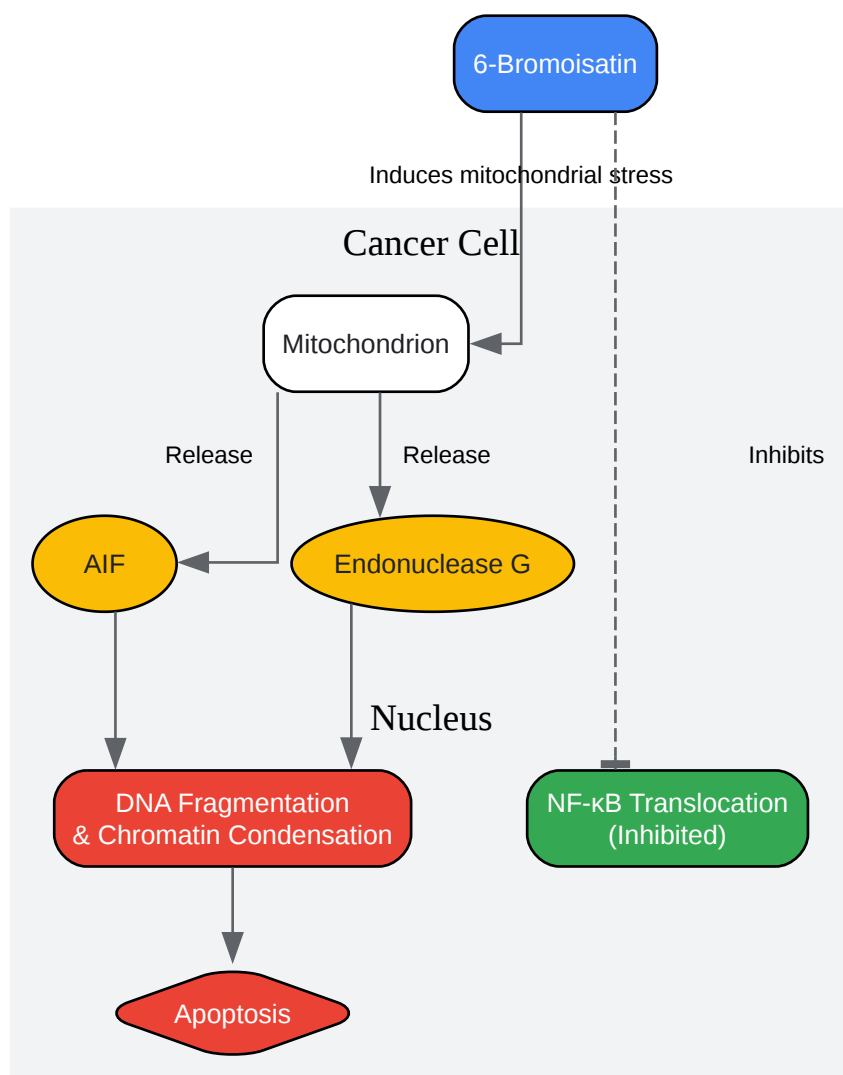 6-Bromoisatin
Induces mitochondrial stress
Cancer Cell
Mitochondrion
Release
Release
Inhibits
AIF
Endonuclease G
Nucleus
DNA Fragmentation
& Chromatin Condensation
NF-κB Translocation
(Inhibited)
Apoptosis